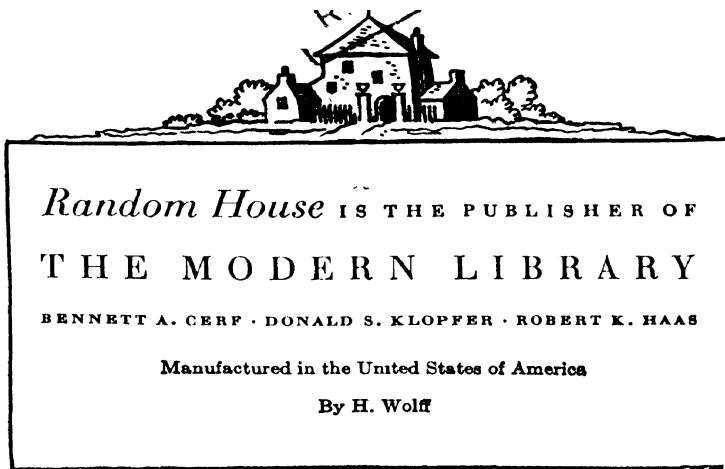 Random House IS THE PUBLISHER OF
THE MODERN LIBRARY
BENNETT A. CERF · DONALD S. KLOPFER · ROBERT K. HAAS
Manufactured in the United States of America
By H. Wolff